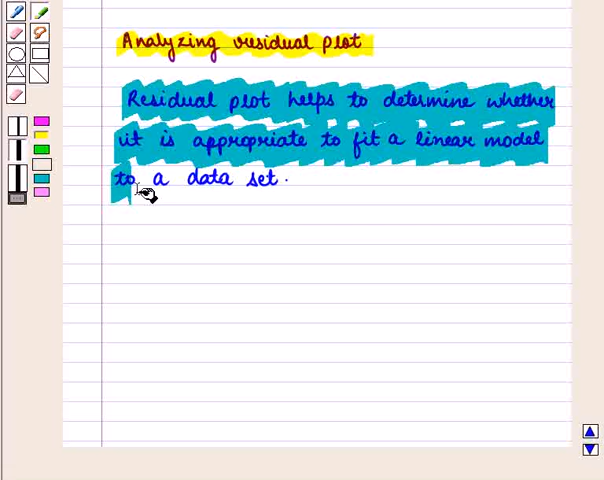 Analyzing residual plot
Residual plot helps to determine whether
it is appropriate to fit a linear model
to a data set.